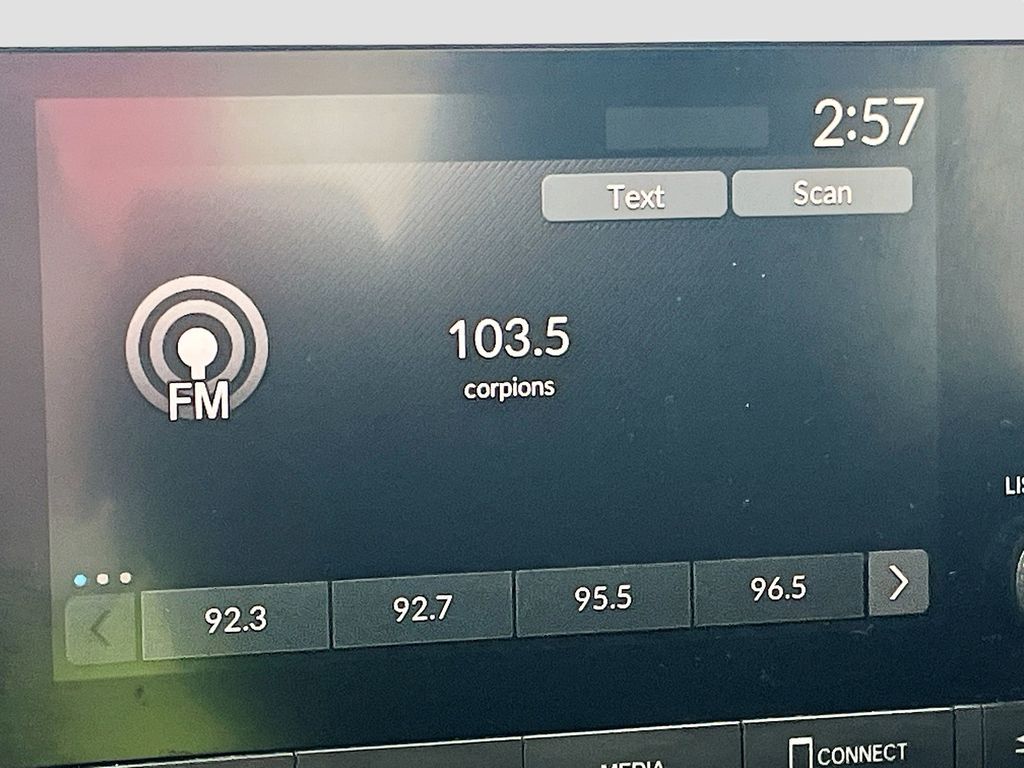 2:57
Text
Scan
FM
103.5
corpions
92.3
92.7
95.5
96.5
CONNECT